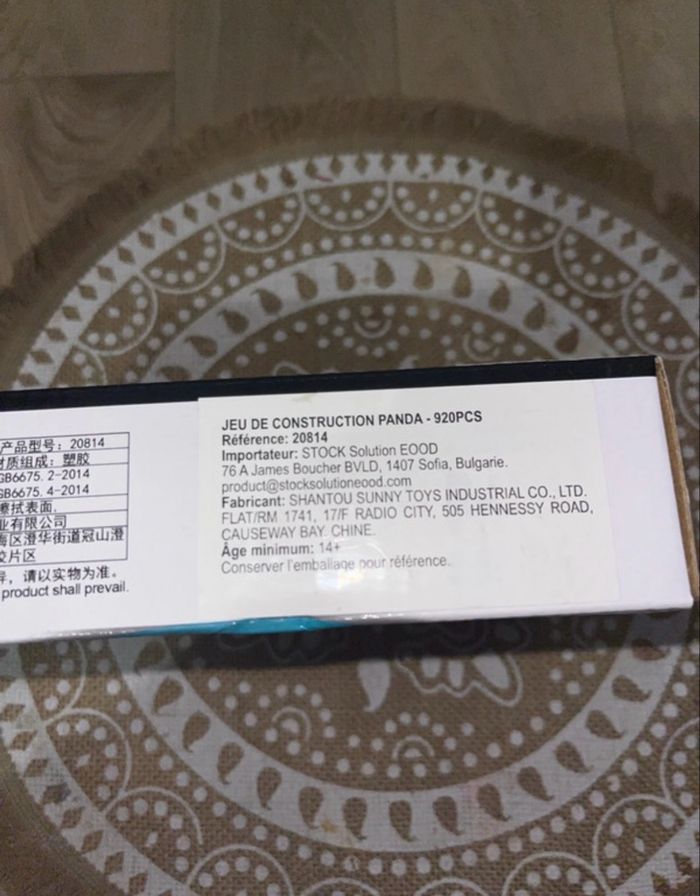 产品型号：20814
材质组成：塑胶
GB6675.2-2014
GB6675.4-2014
擦拭表面.
业有限公司
海区澄华街道冠山澄
片区
异，请以实物为准。
product shall prevail.
JEU DE CONSTRUCTION PANDA - 920PCS
Référence: 20814
Importateur: STOCK Solution EOOD
76 A James Boucher BVLD, 1407 Sofia, Bulgarie.
product@stocksolutioneood.com
Fabricant: SHANTOU SUNNY TOYS INDUSTRIAL CO., LTD.
FLAT/RM 1741, 17/F RADIO CITY, 505 HENNESSY ROAD,
CAUSEWAY BAY. CHINE.
Âge minimum: 14+
Conserver l'emballage pour référence.